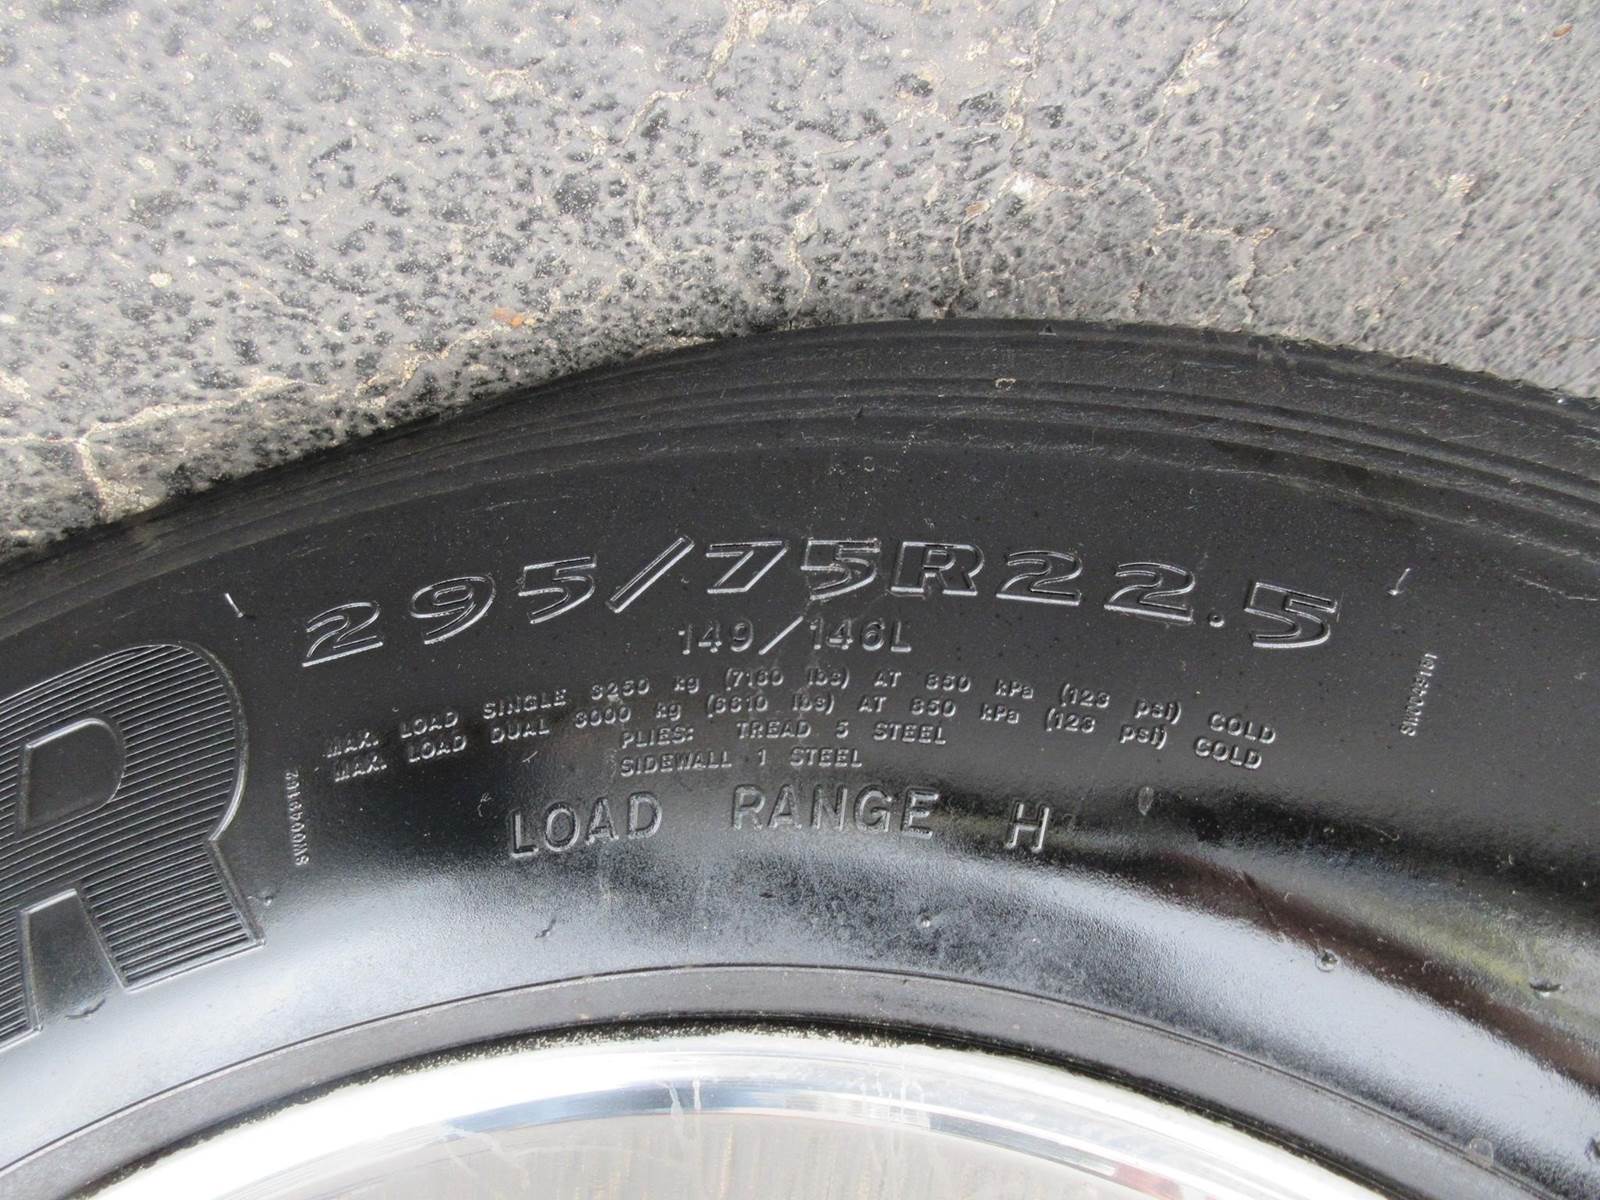 295/75R22.5
149/146L
MAX. LOAD SINGLE 3250 kg (7160 lbs) AT 850 kPa (123 psi) COLD
MAX. LOAD DUAL 3000 kg (6610 lbs) AT 850 kPa (123 psi) COLD
PLIES: TREAD 5 STEEL
SIDEWALL 1 STEEL
LOAD RANGE H
R
SW049162